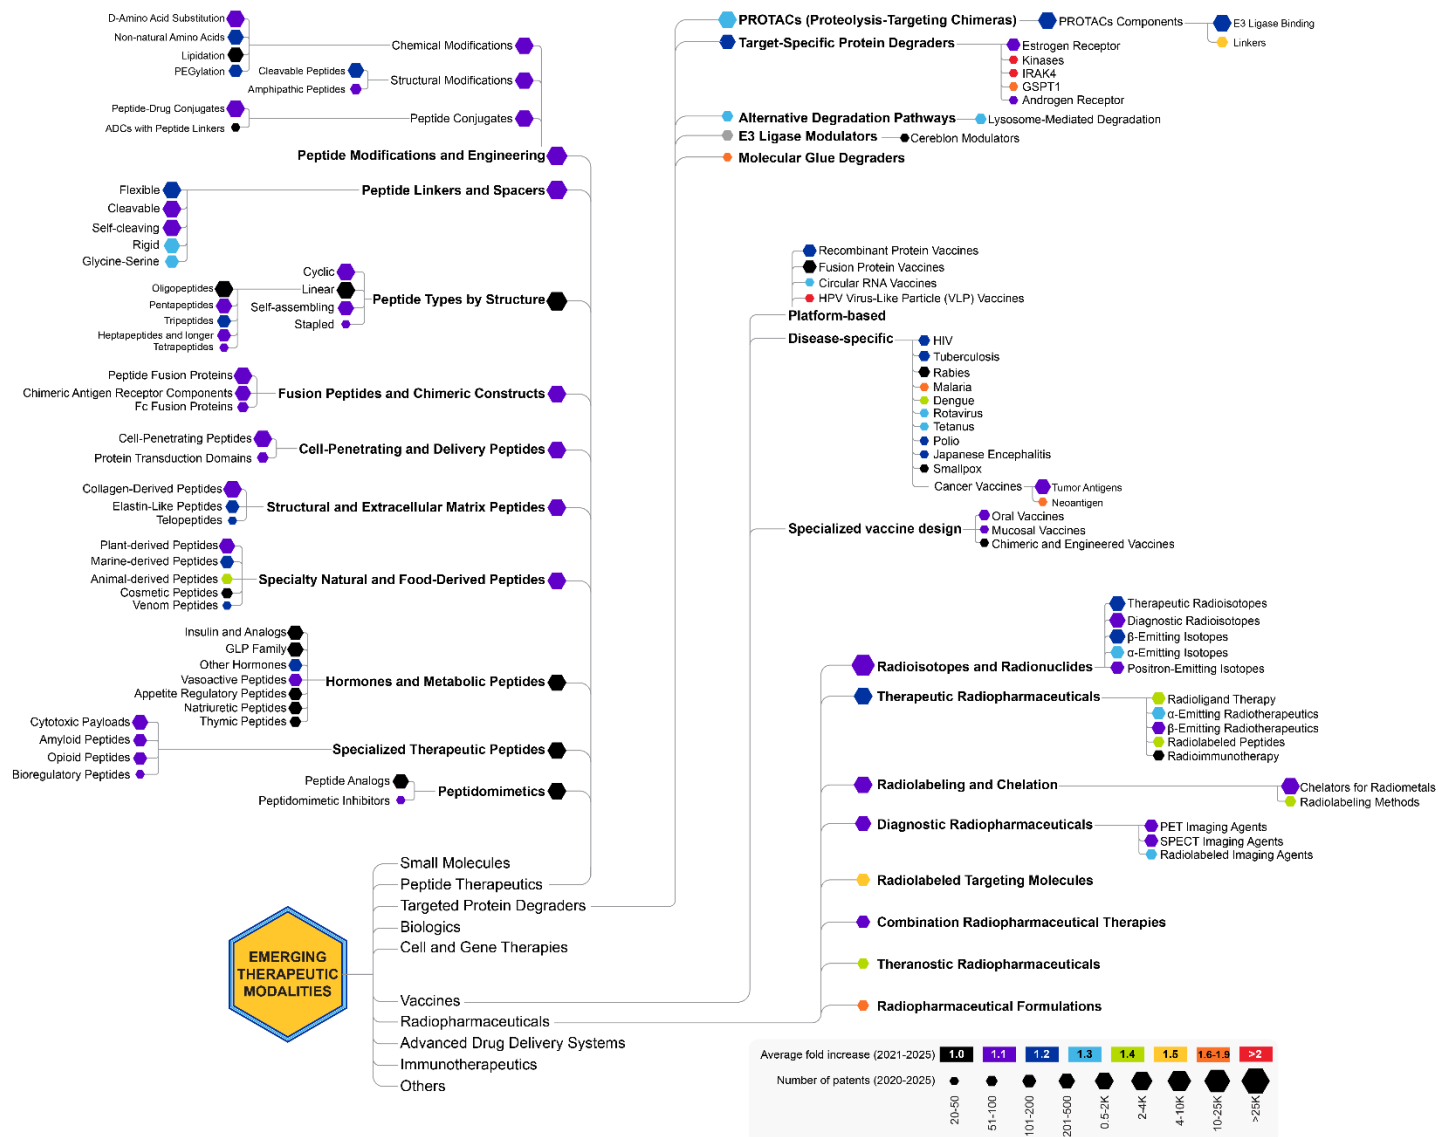 D-Amino Acid Substitution
Non-natural Amino Acids
Lipidation
PEGylation
Chemical Modifications
Cleavable Peptides
Amphipathic Peptides
Structural Modifications
Peptide-Drug Conjugates
ADCs with Peptide Linkers
Peptide Conjugates
Peptide Modifications and Engineering
Flexible
Cleavable
Self-cleaving
Rigid
Glycine-Serine
Peptide Linkers and Spacers
Oligopeptides
Pentapeptides
Tripeptides
Heptapeptides and longer
Tetrapeptides
Cyclic
Linear
Self-assembling
Stapled
Peptide Types by Structure
Peptide Fusion Proteins
Chimeric Antigen Receptor Components
Fc Fusion Proteins
Fusion Peptides and Chimeric Constructs
Cell-Penetrating Peptides
Protein Transduction Domains
Cell-Penetrating and Delivery Peptides
Collagen-Derived Peptides
Elastin-Like Peptides
Telopeptides
Structural and Extracellular Matrix Peptides
Plant-derived Peptides
Marine-derived Peptides
Animal-derived Peptides
Cosmetic Peptides
Venom Peptides
Specialty Natural and Food-Derived Peptides
Insulin and Analogs
GLP Family
Other Hormones
Vasoactive Peptides
Appetite Regulatory Peptides
Natriuretic Peptides
Thymic Peptides
Hormones and Metabolic Peptides
Cytotoxic Payloads
Amyloid Peptides
Opioid Peptides
Bioregulatory Peptides
Specialized Therapeutic Peptides
Peptide Analogs
Peptidomimetic Inhibitors
Peptidomimetics
EMERGING
THERAPEUTIC
MODALITIES
Small Molecules
Peptide Therapeutics
Targeted Protein Degraders
Biologics
Cell and Gene Therapies
Vaccines
Radiopharmaceuticals
Advanced Drug Delivery Systems
Immunotherapeutics
Others
PROTACs (Proteolysis-Targeting Chimeras)
PROTACs Components
E3 Ligase Binding
Linkers
Target-Specific Protein Degraders
Estrogen Receptor
Kinases
IRAK4
GSPT1
Androgen Receptor
Alternative Degradation Pathways
Lysosome-Mediated Degradation
E3 Ligase Modulators
Cereblon Modulators
Molecular Glue Degraders
Recombinant Protein Vaccines
Fusion Protein Vaccines
Circular RNA Vaccines
HPV Virus-Like Particle (VLP) Vaccines
Platform-based
Disease-specific
HIV
Tuberculosis
Rabies
Malaria
Dengue
Rotavirus
Tetanus
Polio
Japanese Encephalitis
Smallpox
Cancer Vaccines
Tumor Antigens
Neoantigen
Specialized vaccine design
Oral Vaccines
Mucosal Vaccines
Chimeric and Engineered Vaccines
Radioisotopes and Radionuclides
Therapeutic Radioisotopes
Diagnostic Radioisotopes
β-Emitting Isotopes
α-Emitting Isotopes
Positron-Emitting Isotopes
Therapeutic Radiopharmaceuticals
Radioligand Therapy
α-Emitting Radiotherapeutics
β-Emitting Radiotherapeutics
Radiolabeled Peptides
Radioimmunotherapy
Radiolabeling and Chelation
Chelators for Radiometals
Radiolabeling Methods
Diagnostic Radiopharmaceuticals
PET Imaging Agents
SPECT Imaging Agents
Radiolabeled Imaging Agents
Radiolabeled Targeting Molecules
Combination Radiopharmaceutical Therapies
Theranostic Radiopharmaceuticals
Radiopharmaceutical Formulations
Average fold increase (2021-2025) 1.0 1.1 1.2 1.3 1.4 1.5 1.6-1.9 >2
Number of patents (2020-2025)
20-50
51-100
101-200
201-500
0.5-2K
2-4K
4-10K
10-25K
>25K